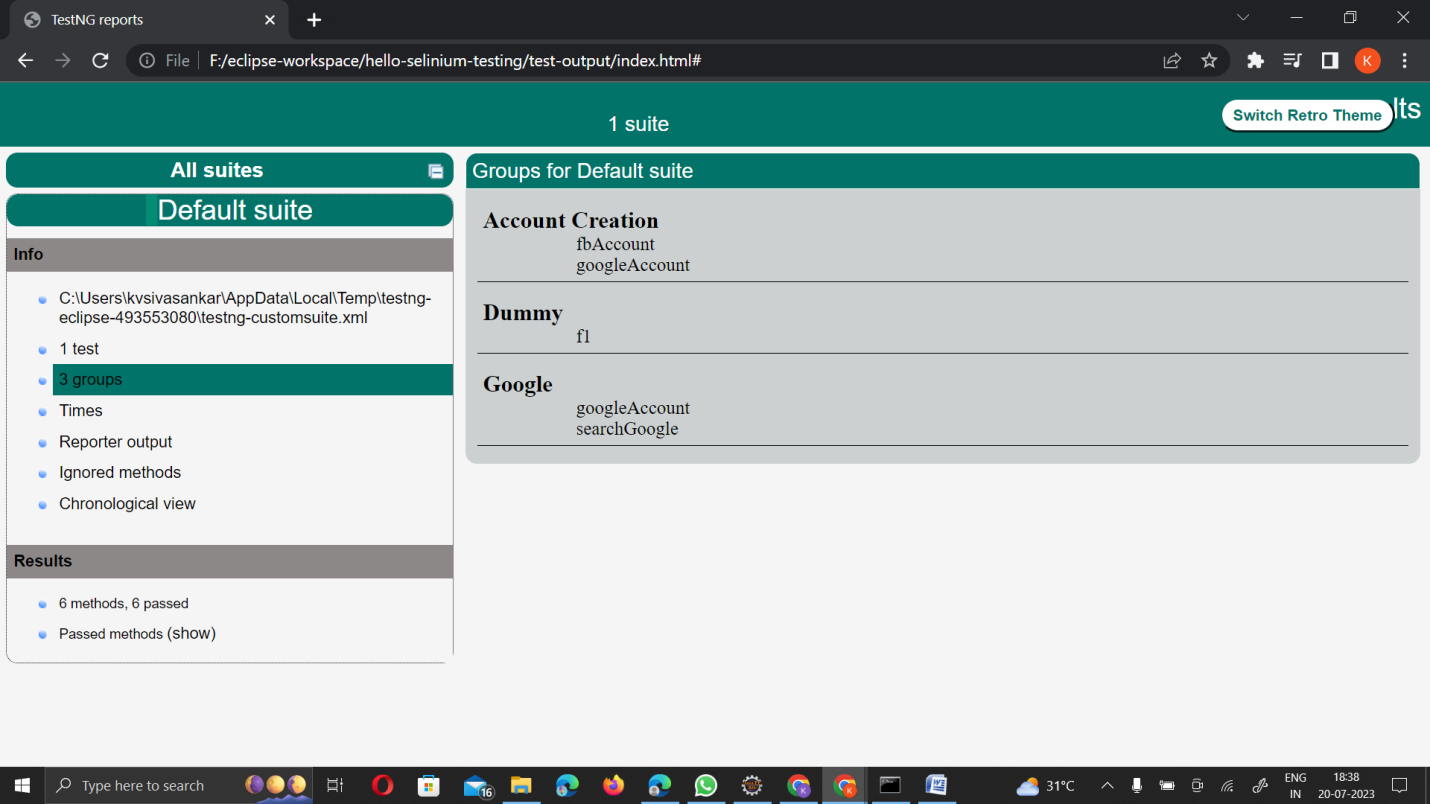 TestNG reports
File
F:/eclipse-workspace/hello-selinium-testing/test-output/index.html#
K
1 suite
Switch Retro Theme
lts
All suites
Default suite
Info
C:\Users\kvsivasankar\AppData\Local\Temp\testng-
eclipse-493553080\testng-customsuite.xml
1 test
3 groups
Times
Reporter output
Ignored methods
Chronological view
Results
6 methods, 6 passed
Passed methods (show)
Groups for Default suite
Account Creation
fbAccount
googleAccount
Dummy
f1
Google
googleAccount
searchGoogle
Type here to search
16
31°C
ENG
IN
18:38
20-07-2023